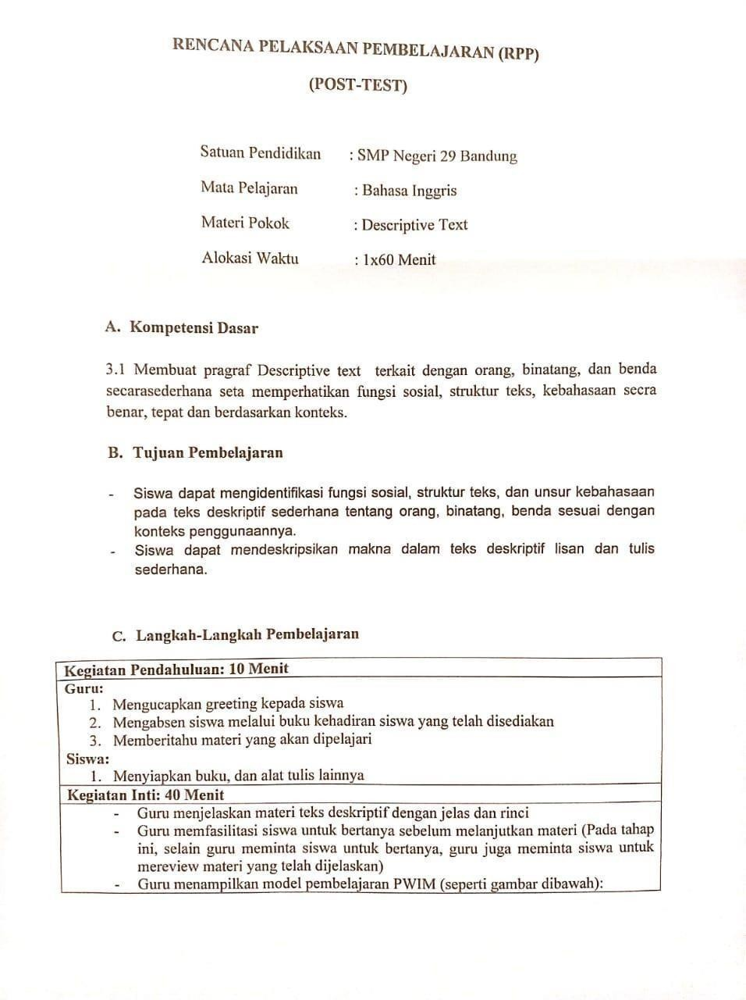 RENCANA PELAKSAAN PEMBELAJARAN (RPP)
(POST-TEST)
Satuan Pendidikan : SMP Negeri 29 Bandung
Mata Pelajaran : Bahasa Inggris
Materi Pokok : Descriptive Text
Alokasi Waktu : 1x60 Menit
A. Kompetensi Dasar
3.1 Membuat pragraf Descriptive text terkait dengan orang, binatang, dan benda
secarasederhana seta memperhatikan fungsi sosial, struktur teks, kebahasaan secra
benar, tepat dan berdasarkan konteks.
B. Tujuan Pembelajaran
- Siswa dapat mengidentifikasi fungsi sosial, struktur teks, dan unsur kebahasaan
pada teks deskriptif sederhana tentang orang, binatang, benda sesuai dengan
konteks penggunaannya.
- Siswa dapat mendeskripsikan makna dalam teks deskriptif lisan dan tulis
sederhana.
C. Langkah-Langkah Pembelajaran
Kegiatan Pendahuluan: 10 Menit
Guru:
1. Mengucapkan greeting kepada siswa
2. Mengabsen siswa melalui buku kehadiran siswa yang telah disediakan
3. Memberitahu materi yang akan dipelajari
Siswa:
1. Menyiapkan buku, dan alat tulis lainnya
Kegiatan Inti: 40 Menit
- Guru menjelaskan materi teks deskriptif dengan jelas dan rinci
- Guru memfasilitasi siswa untuk bertanya sebelum melanjutkan materi (Pada tahap
ini, selain guru meminta siswa untuk bertanya, guru juga meminta siswa untuk
mereview materi yang telah dijelaskan)
- Guru menampilkan model pembelajaran PWIM (seperti gambar dibawah):